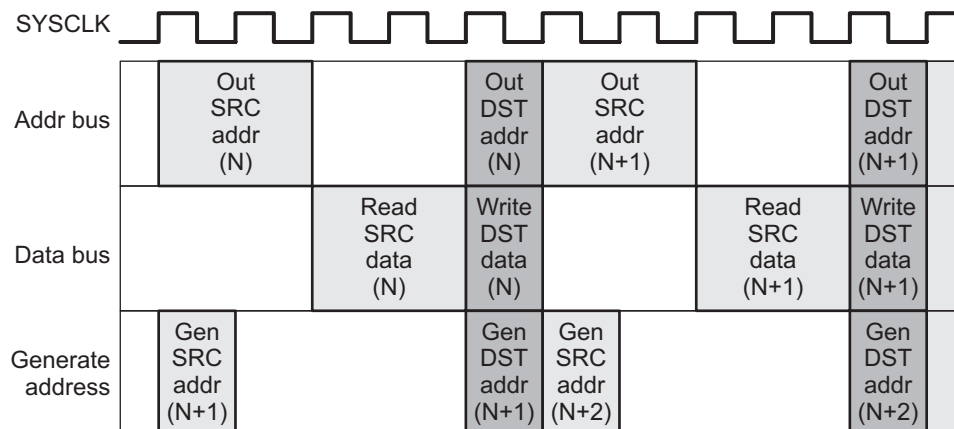 SYSCLK
Addr bus
Out
SRC
addr
(N)
Out
DST
addr
(N)
Out
SRC
addr
(N+1)
Out
DST
addr
(N+1)
Data bus
Read
SRC
data
(N)
Write
DST
data
(N)
Read
SRC
data
(N+1)
Write
DST
data
(N+1)
Generate
address
Gen
SRC
addr
(N+1)
Gen
DST
addr
(N+1)
Gen
SRC
addr
(N+2)
Gen
DST
addr
(N+2)